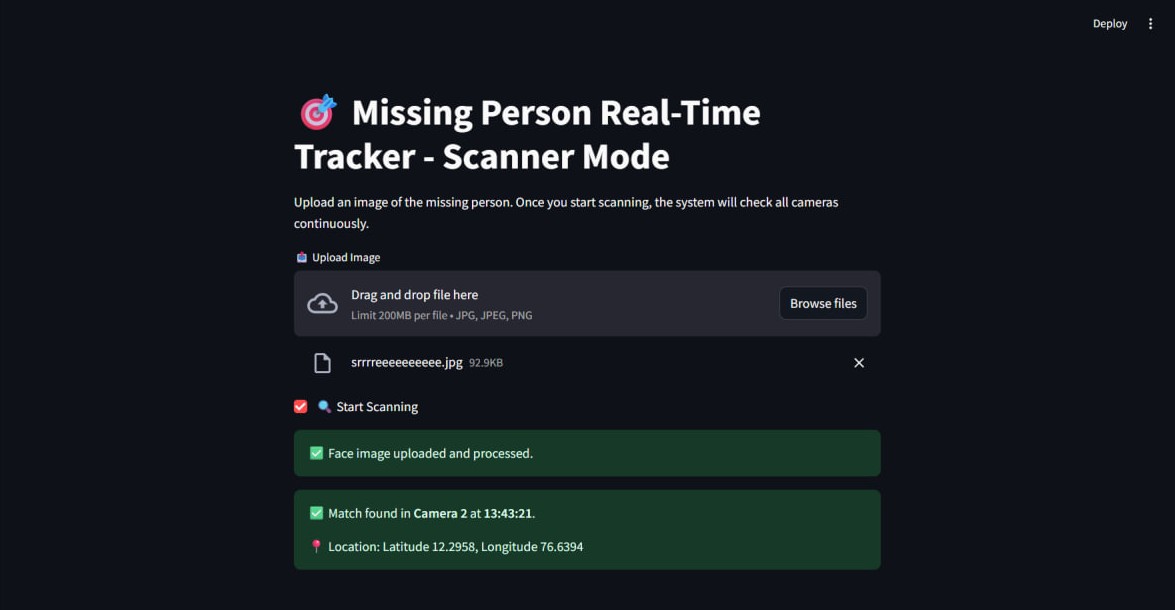 Deploy
🎯 Missing Person Real-Time
Tracker - Scanner Mode
Upload an image of the missing person. Once you start scanning, the system will check all cameras
continuously.
📤 Upload Image
Drag and drop file here
Limit 200MB per file • JPG, JPEG, PNG
Browse files
srrrreeeeeeeeee.jpg 92.9KB
🔍 Start Scanning
✅ Face image uploaded and processed.
✅ Match found in Camera 2 at 13:43:21.
📍 Location: Latitude 12.2958, Longitude 76.6394